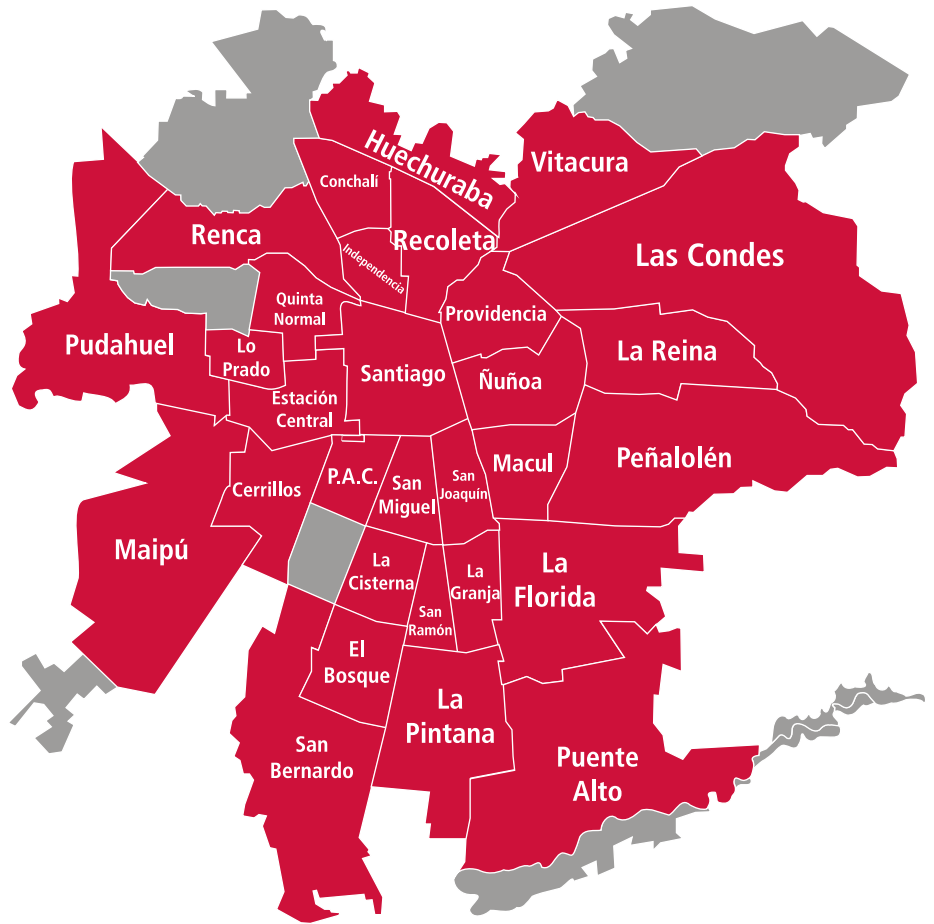 Huechuraba
Vitacura
Conchalí
Renca
Recoleta
Independencia
Las Condes
Quinta
Normal
Providencia
Pudahuel
Lo
Prado
Santiago
La Reina
Ñuñoa
Estación
Central
Cerrillos
P.A.C.
San
Miguel
San
Joaquín
Macul
Peñalolén
Maipú
La
Cisterna
La
Granja
La
Florida
San
Ramón
El
Bosque
La
Pintana
San
Bernardo
Puente
Alto